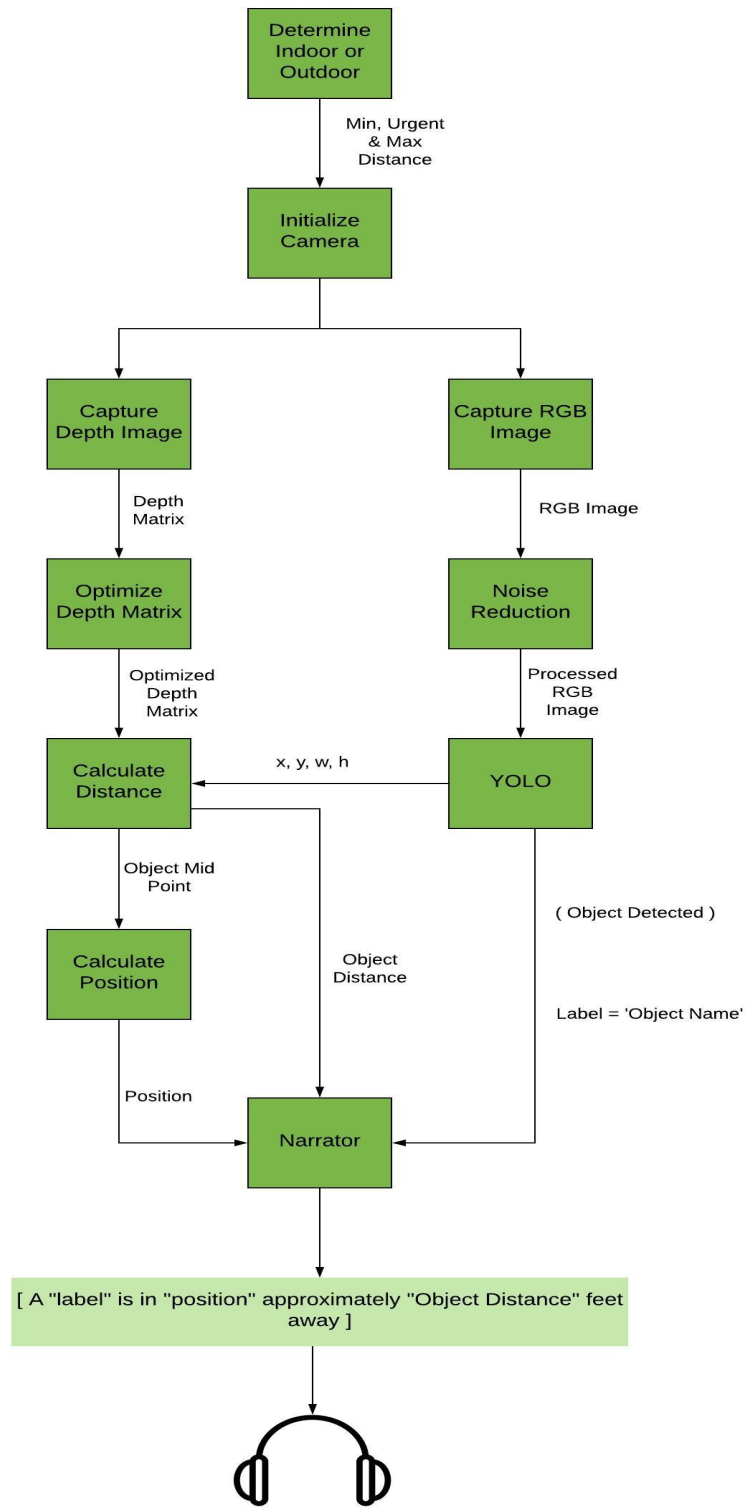 Determine
Indoor or
Outdoor
Min, Urgent
& Max
Distance
Initialize
Camera
Capture
Depth Image
Capture RGB
Image
Depth
Matrix
RGB Image
Optimize
Depth Matrix
Noise
Reduction
Optimized
Depth
Matrix
Processed
RGB
Image
Calculate
Distance
x, y, w, h
YOLO
Object Mid
Point
( Object Detected )
Calculate
Position
Object
Distance
Label = 'Object Name'
Position
Narrator
[ A "label" is in "position" approximately "Object Distance" feet
away ]